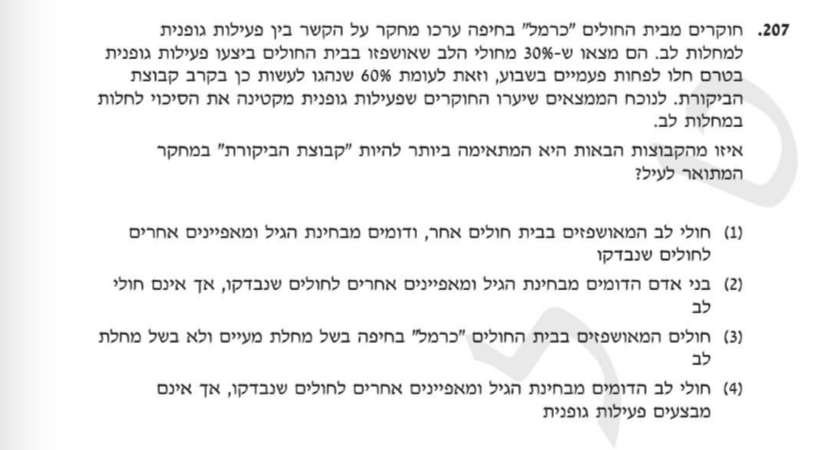 207. חוקרים מבית החולים "כרמל" בחיפה ערכו מחקר על הקשר בין פעילות גופנית
למחלות לב. הם מצאו ש-30% מחולי הלב שאושפזו בבית החולים ביצעו פעילות גופנית
בטרם חלו לפחות פעמיים בשבוע, וזאת לעומת 60% שנהגו לעשות כן בקרב קבוצת
הביקורת. לנוכח הממצאים שיערו החוקרים שפעילות גופנית מקטינה את הסיכוי לחלות
במחלות לב.
איזו מהקבוצות הבאות היא המתאימה ביותר להיות "קבוצת הביקורת" במחקר
המתואר לעיל?
(1) חולי לב המאושפזים בבית חולים אחר, ודומים מבחינת הגיל ומאפיינים אחרים
לחולים שנבדקו
(2) בני אדם הדומים מבחינת הגיל ומאפיינים אחרים לחולים שנבדקו, אך אינם חולי
לב
(3) חולים המאושפזים בבית החולים "כרמל" בחיפה בשל מחלת מעיים ולא בשל מחלת
לב
(4) חולי לב הדומים מבחינת הגיל ומאפיינים אחרים לחולים שנבדקו, אך אינם
מבצעים פעילות גופנית